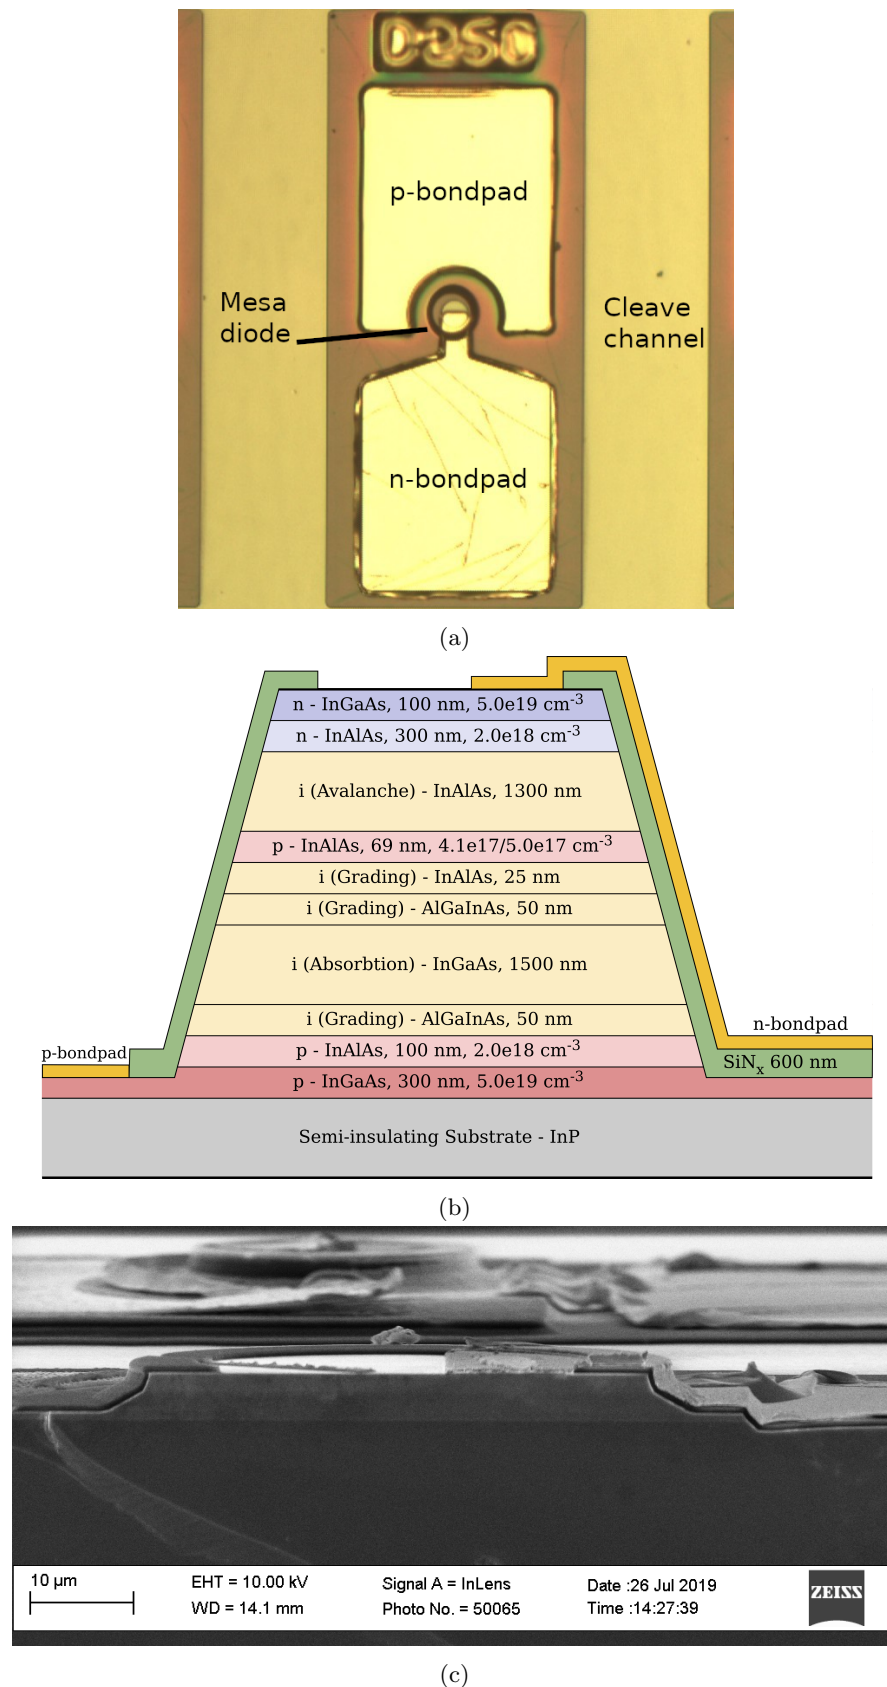 p-bondpad
Mesa
diode
Cleave
channel
n-bondpad
(a)
n - InGaAs, 100 nm, 5.0e19 cm⁻³
n - InAlAs, 300 nm, 2.0e18 cm⁻³
i (Avalanche) - InAlAs, 1300 nm
p - InAlAs, 69 nm, 4.1e17/5.0e17 cm⁻³
i (Grading) - InAlAs, 25 nm
i (Grading) - AlGaInAs, 50 nm
i (Absorbtion) - InGaAs, 1500 nm
i (Grading) - AlGaInAs, 50 nm
n-bondpad
p-bondpad
p - InAlAs, 100 nm, 2.0e18 cm⁻³
SiNₓ 600 nm
p - InGaAs, 300 nm, 5.0e19 cm⁻³
Semi-insulating Substrate - InP
(b)
10 µm
EHT = 10.00 kV
WD = 14.1 mm
Signal A = InLens
Photo No. = 50065
Date :26 Jul 2019
Time :14:27:39
ZEISS
(c)